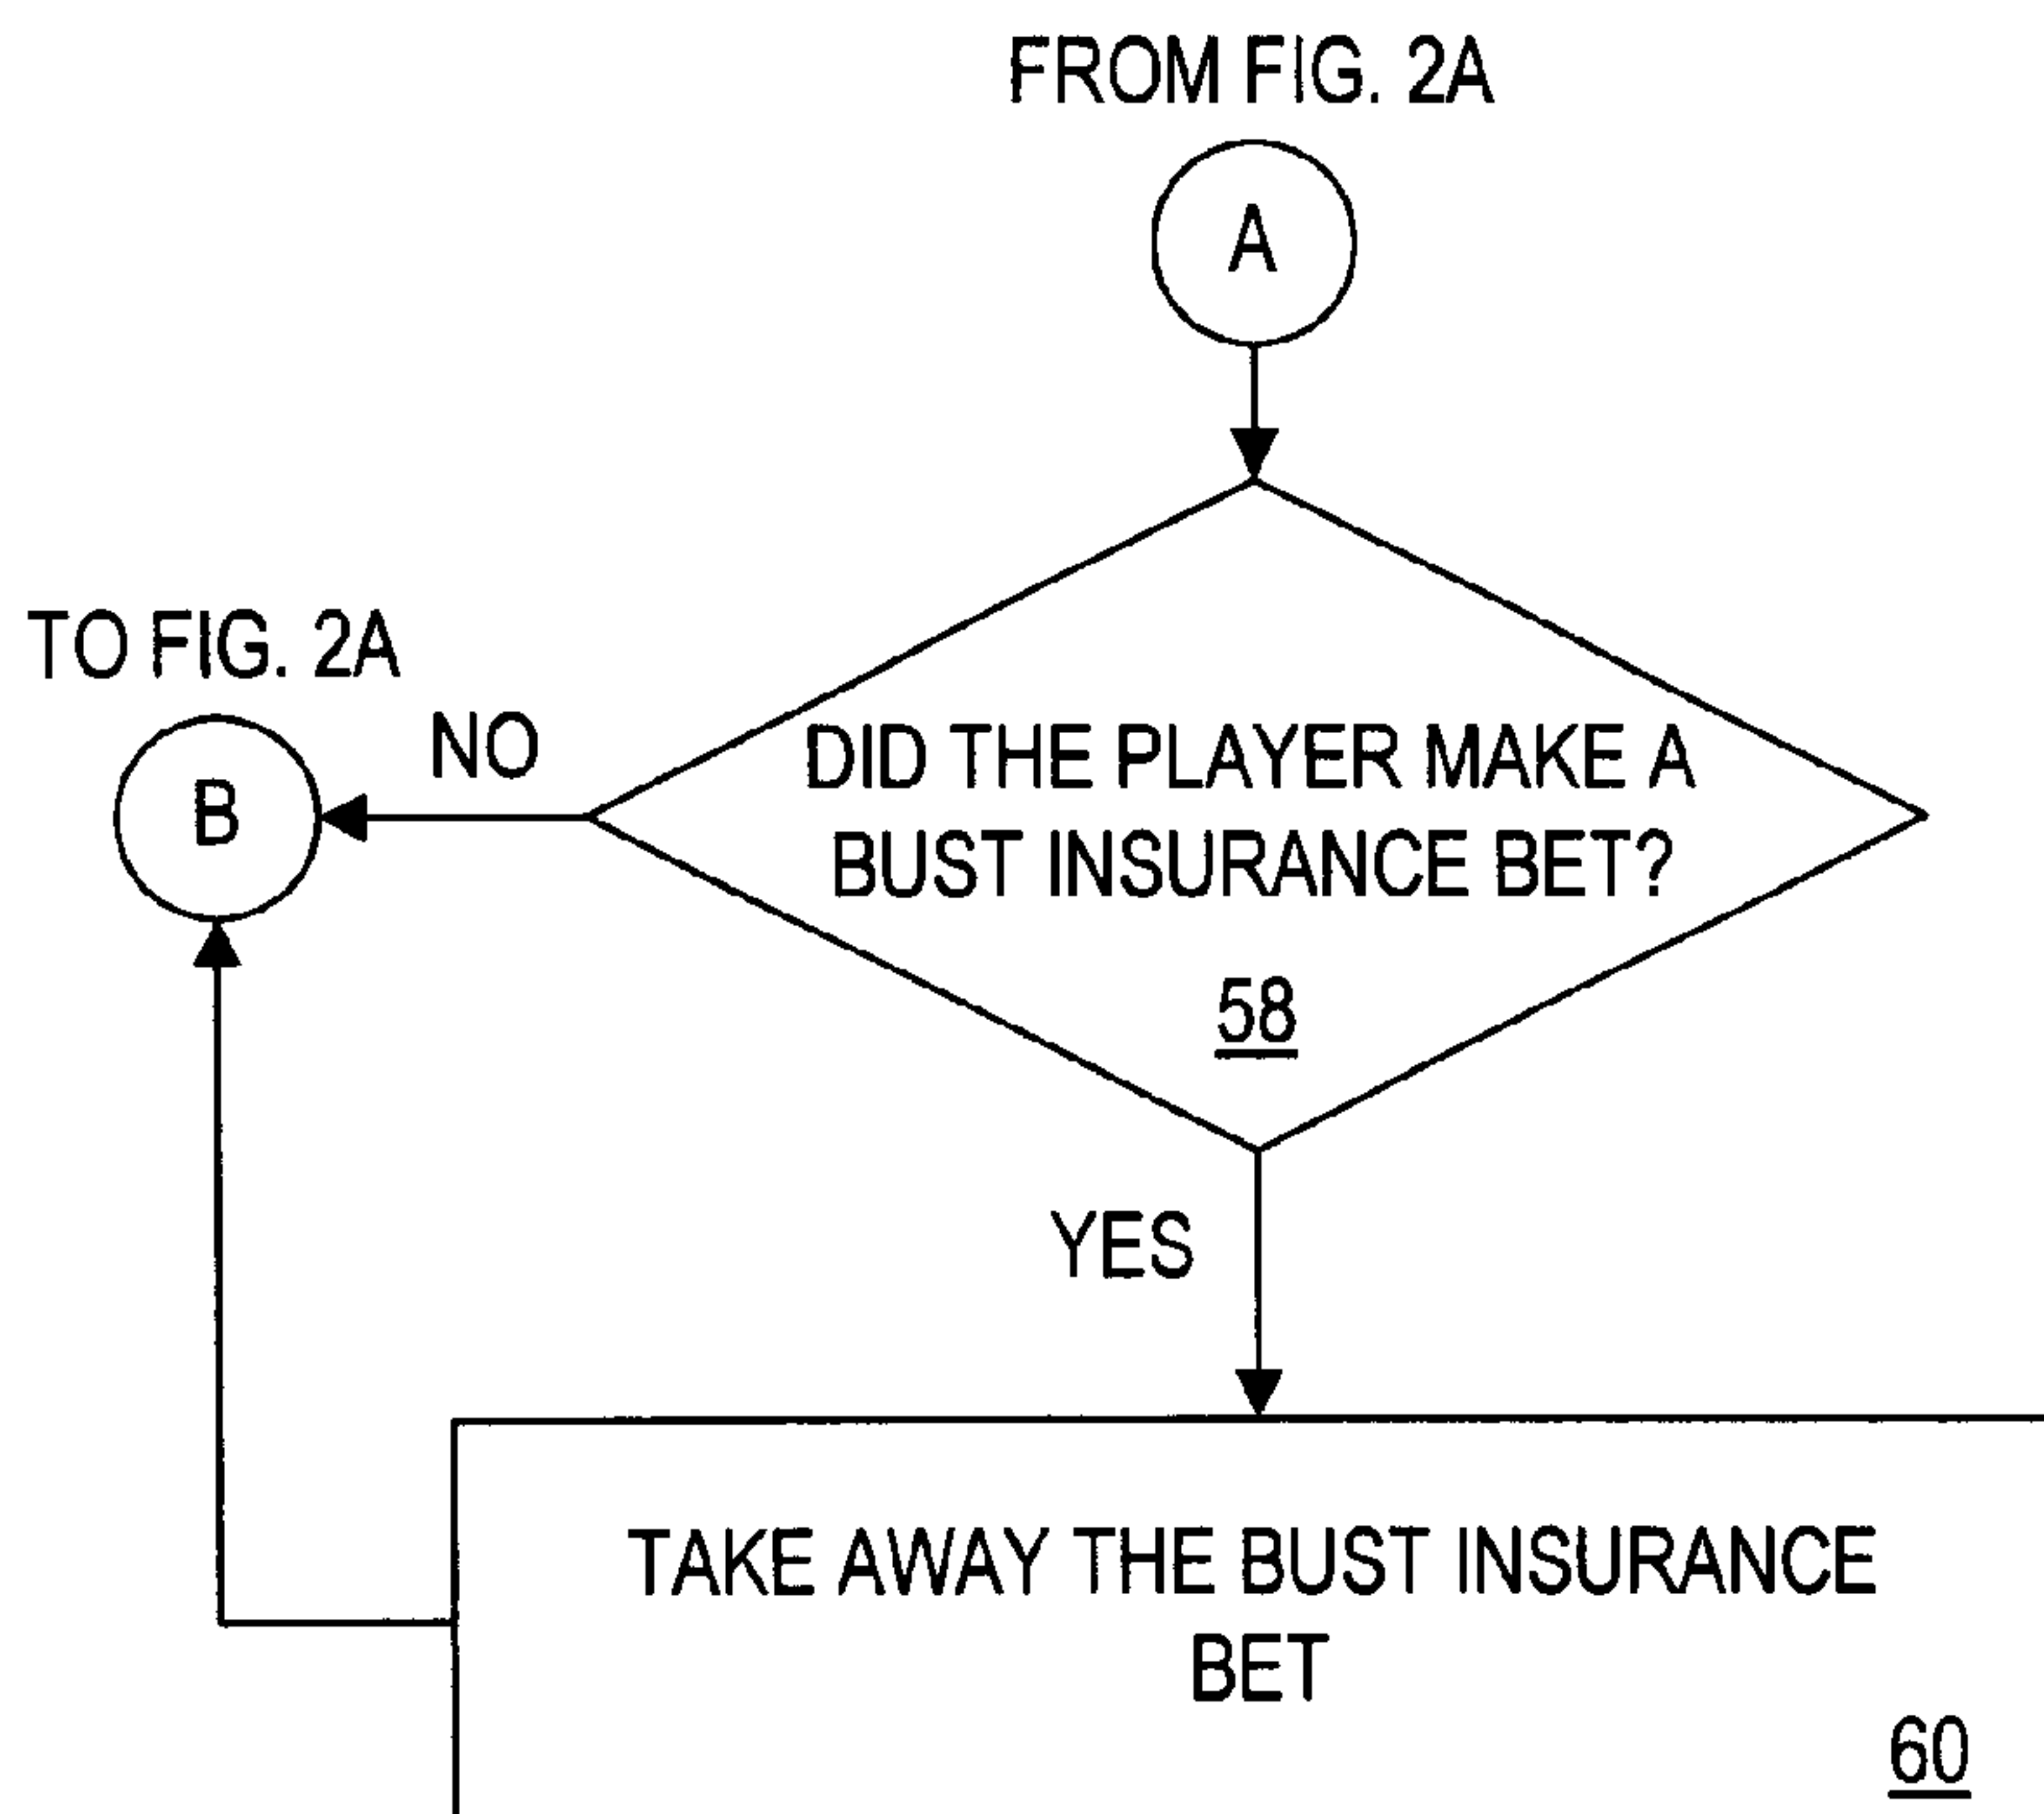 FROM FIG. 2A
A
TO FIG. 2A
NO
B
DID THE PLAYER MAKE A
BUST INSURANCE BET?
58
YES
TAKE AWAY THE BUST INSURANCE
BET
60